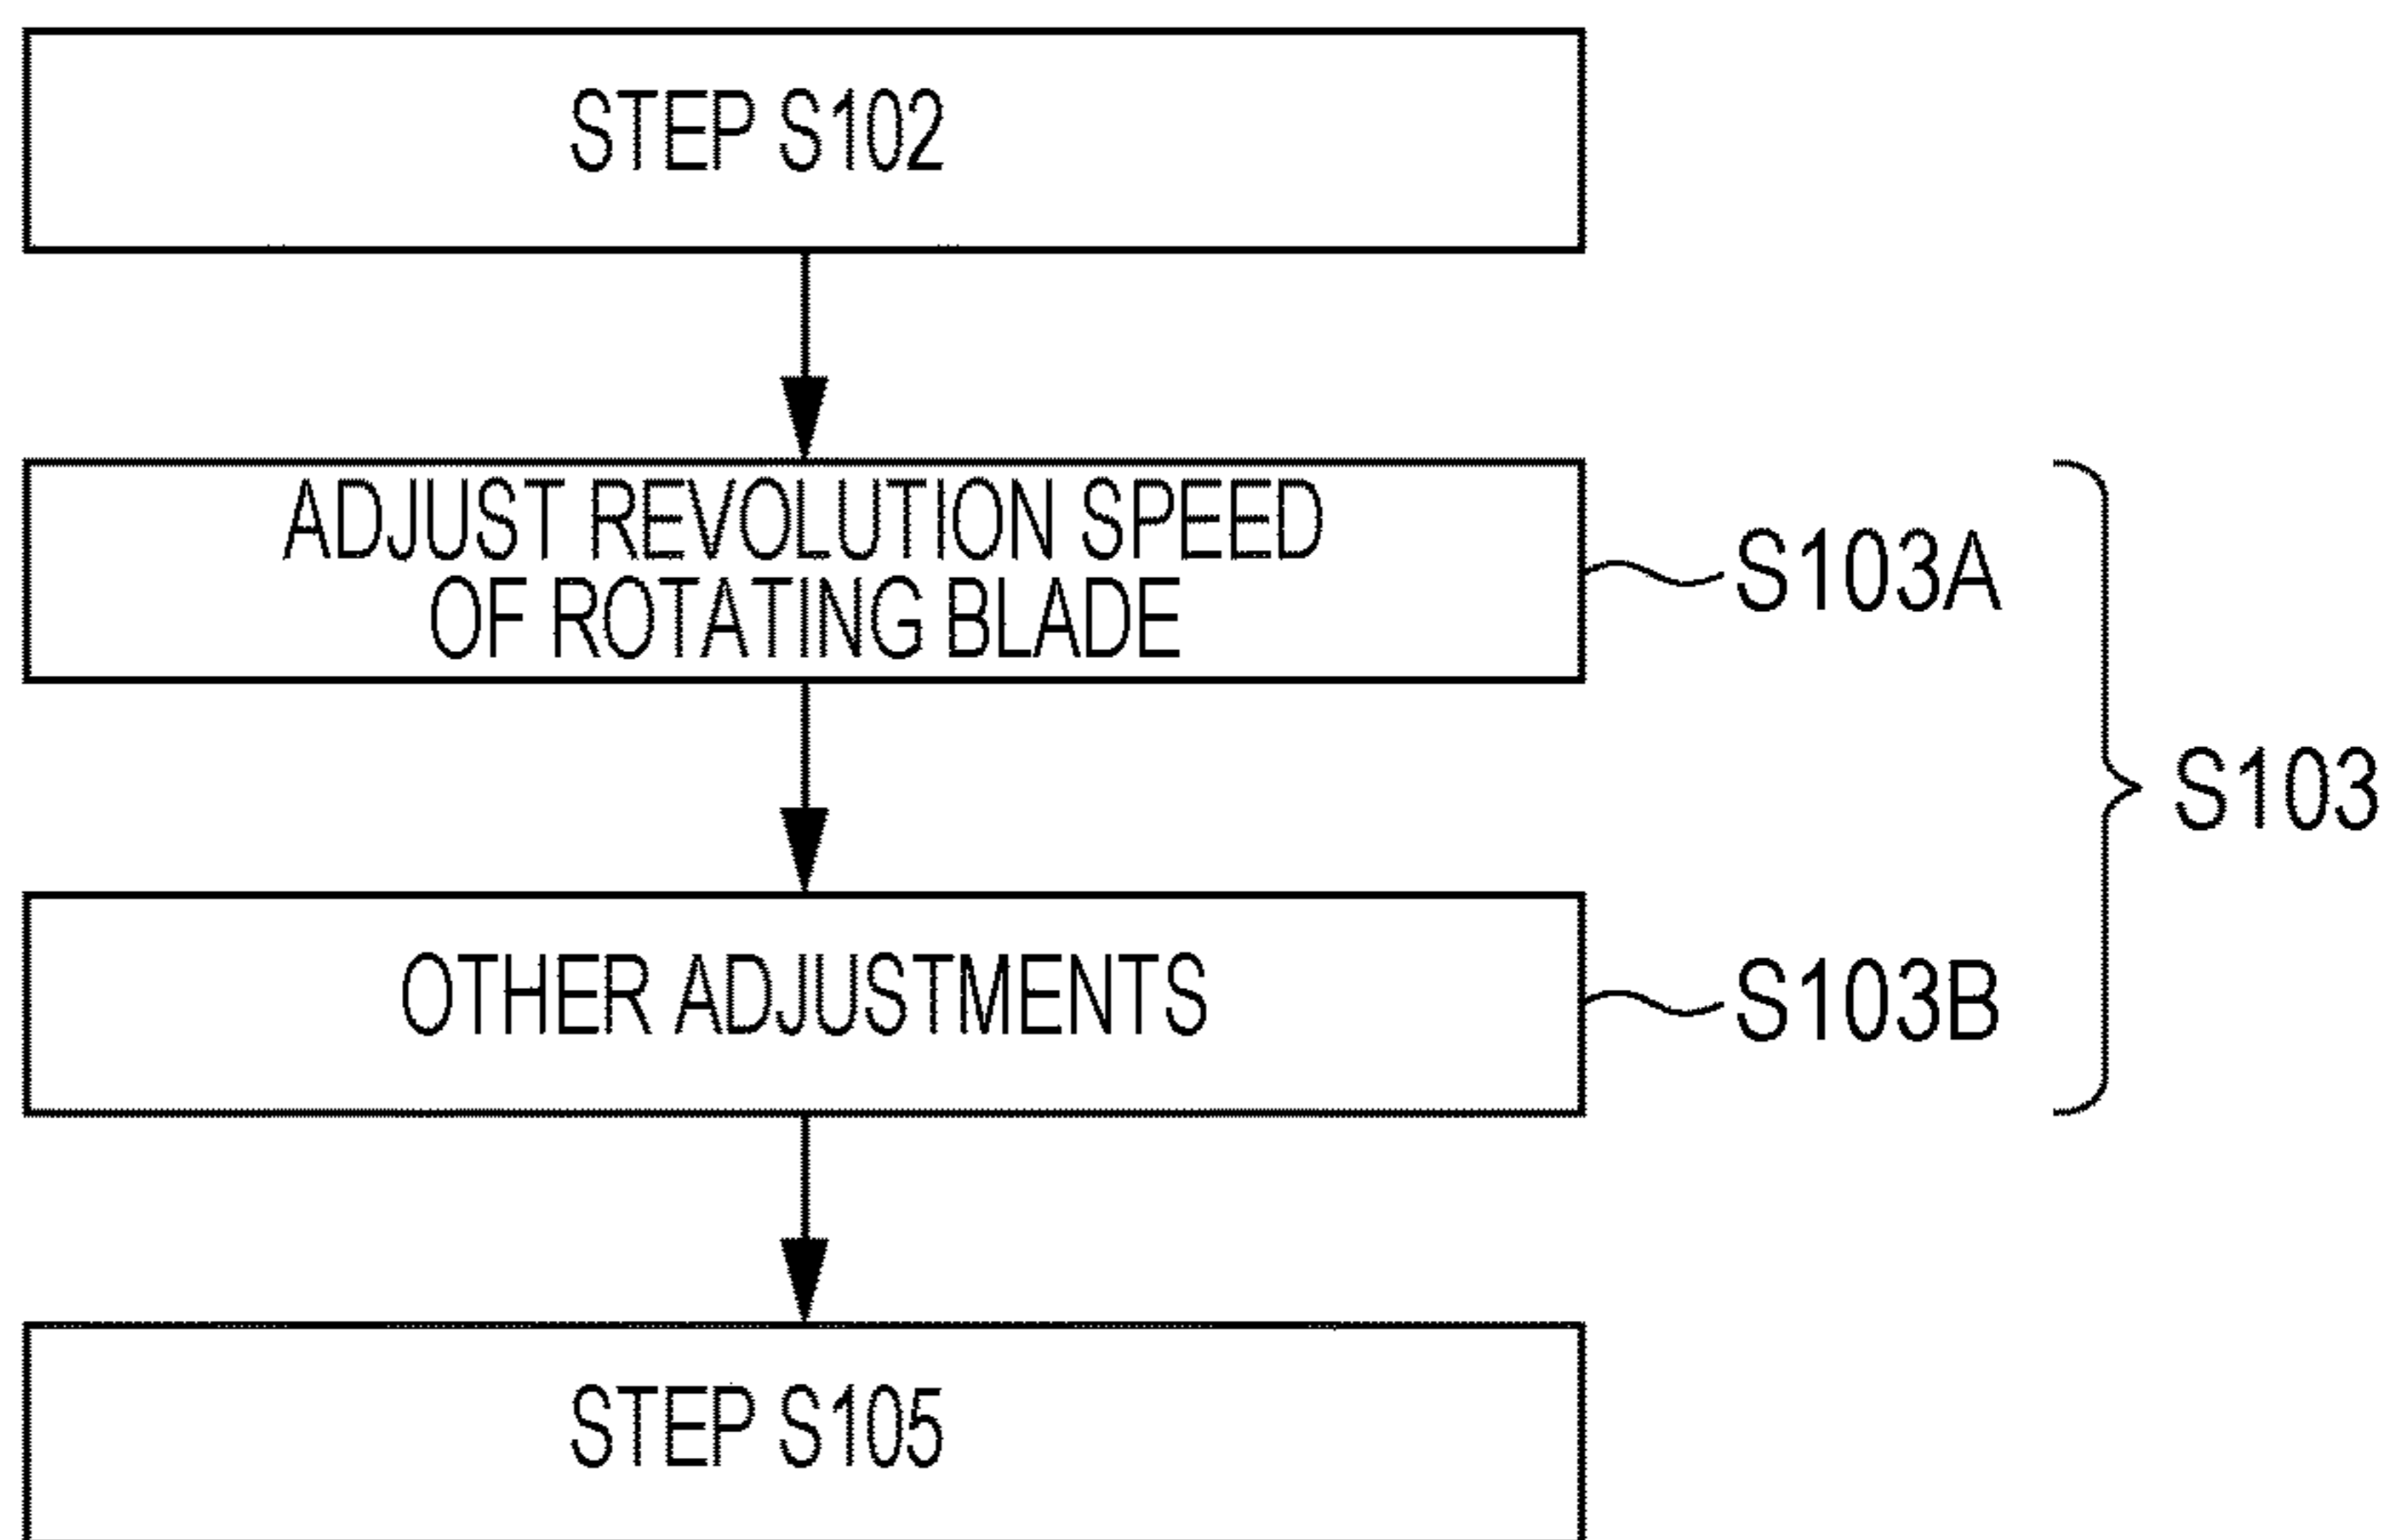 STEP S102
ADJUST REVOLUTION SPEED
OF ROTATING BLADE
S103A
S103
OTHER ADJUSTMENTS
S103B
STEP S105